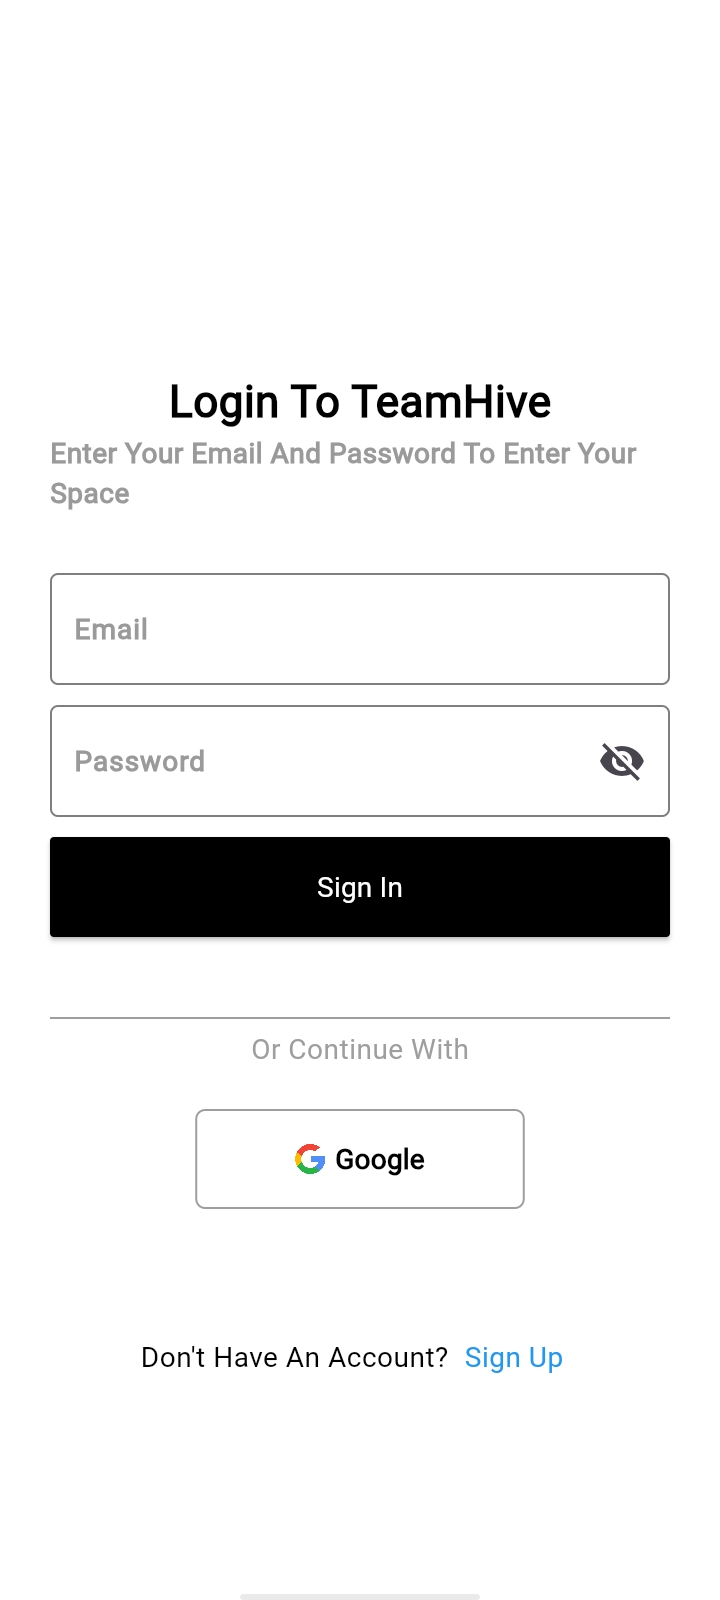 Login To TeamHive
Enter Your Email And Password To Enter Your
Space
Email
Password
Sign In
Or Continue With
Google
Don't Have An Account? Sign Up